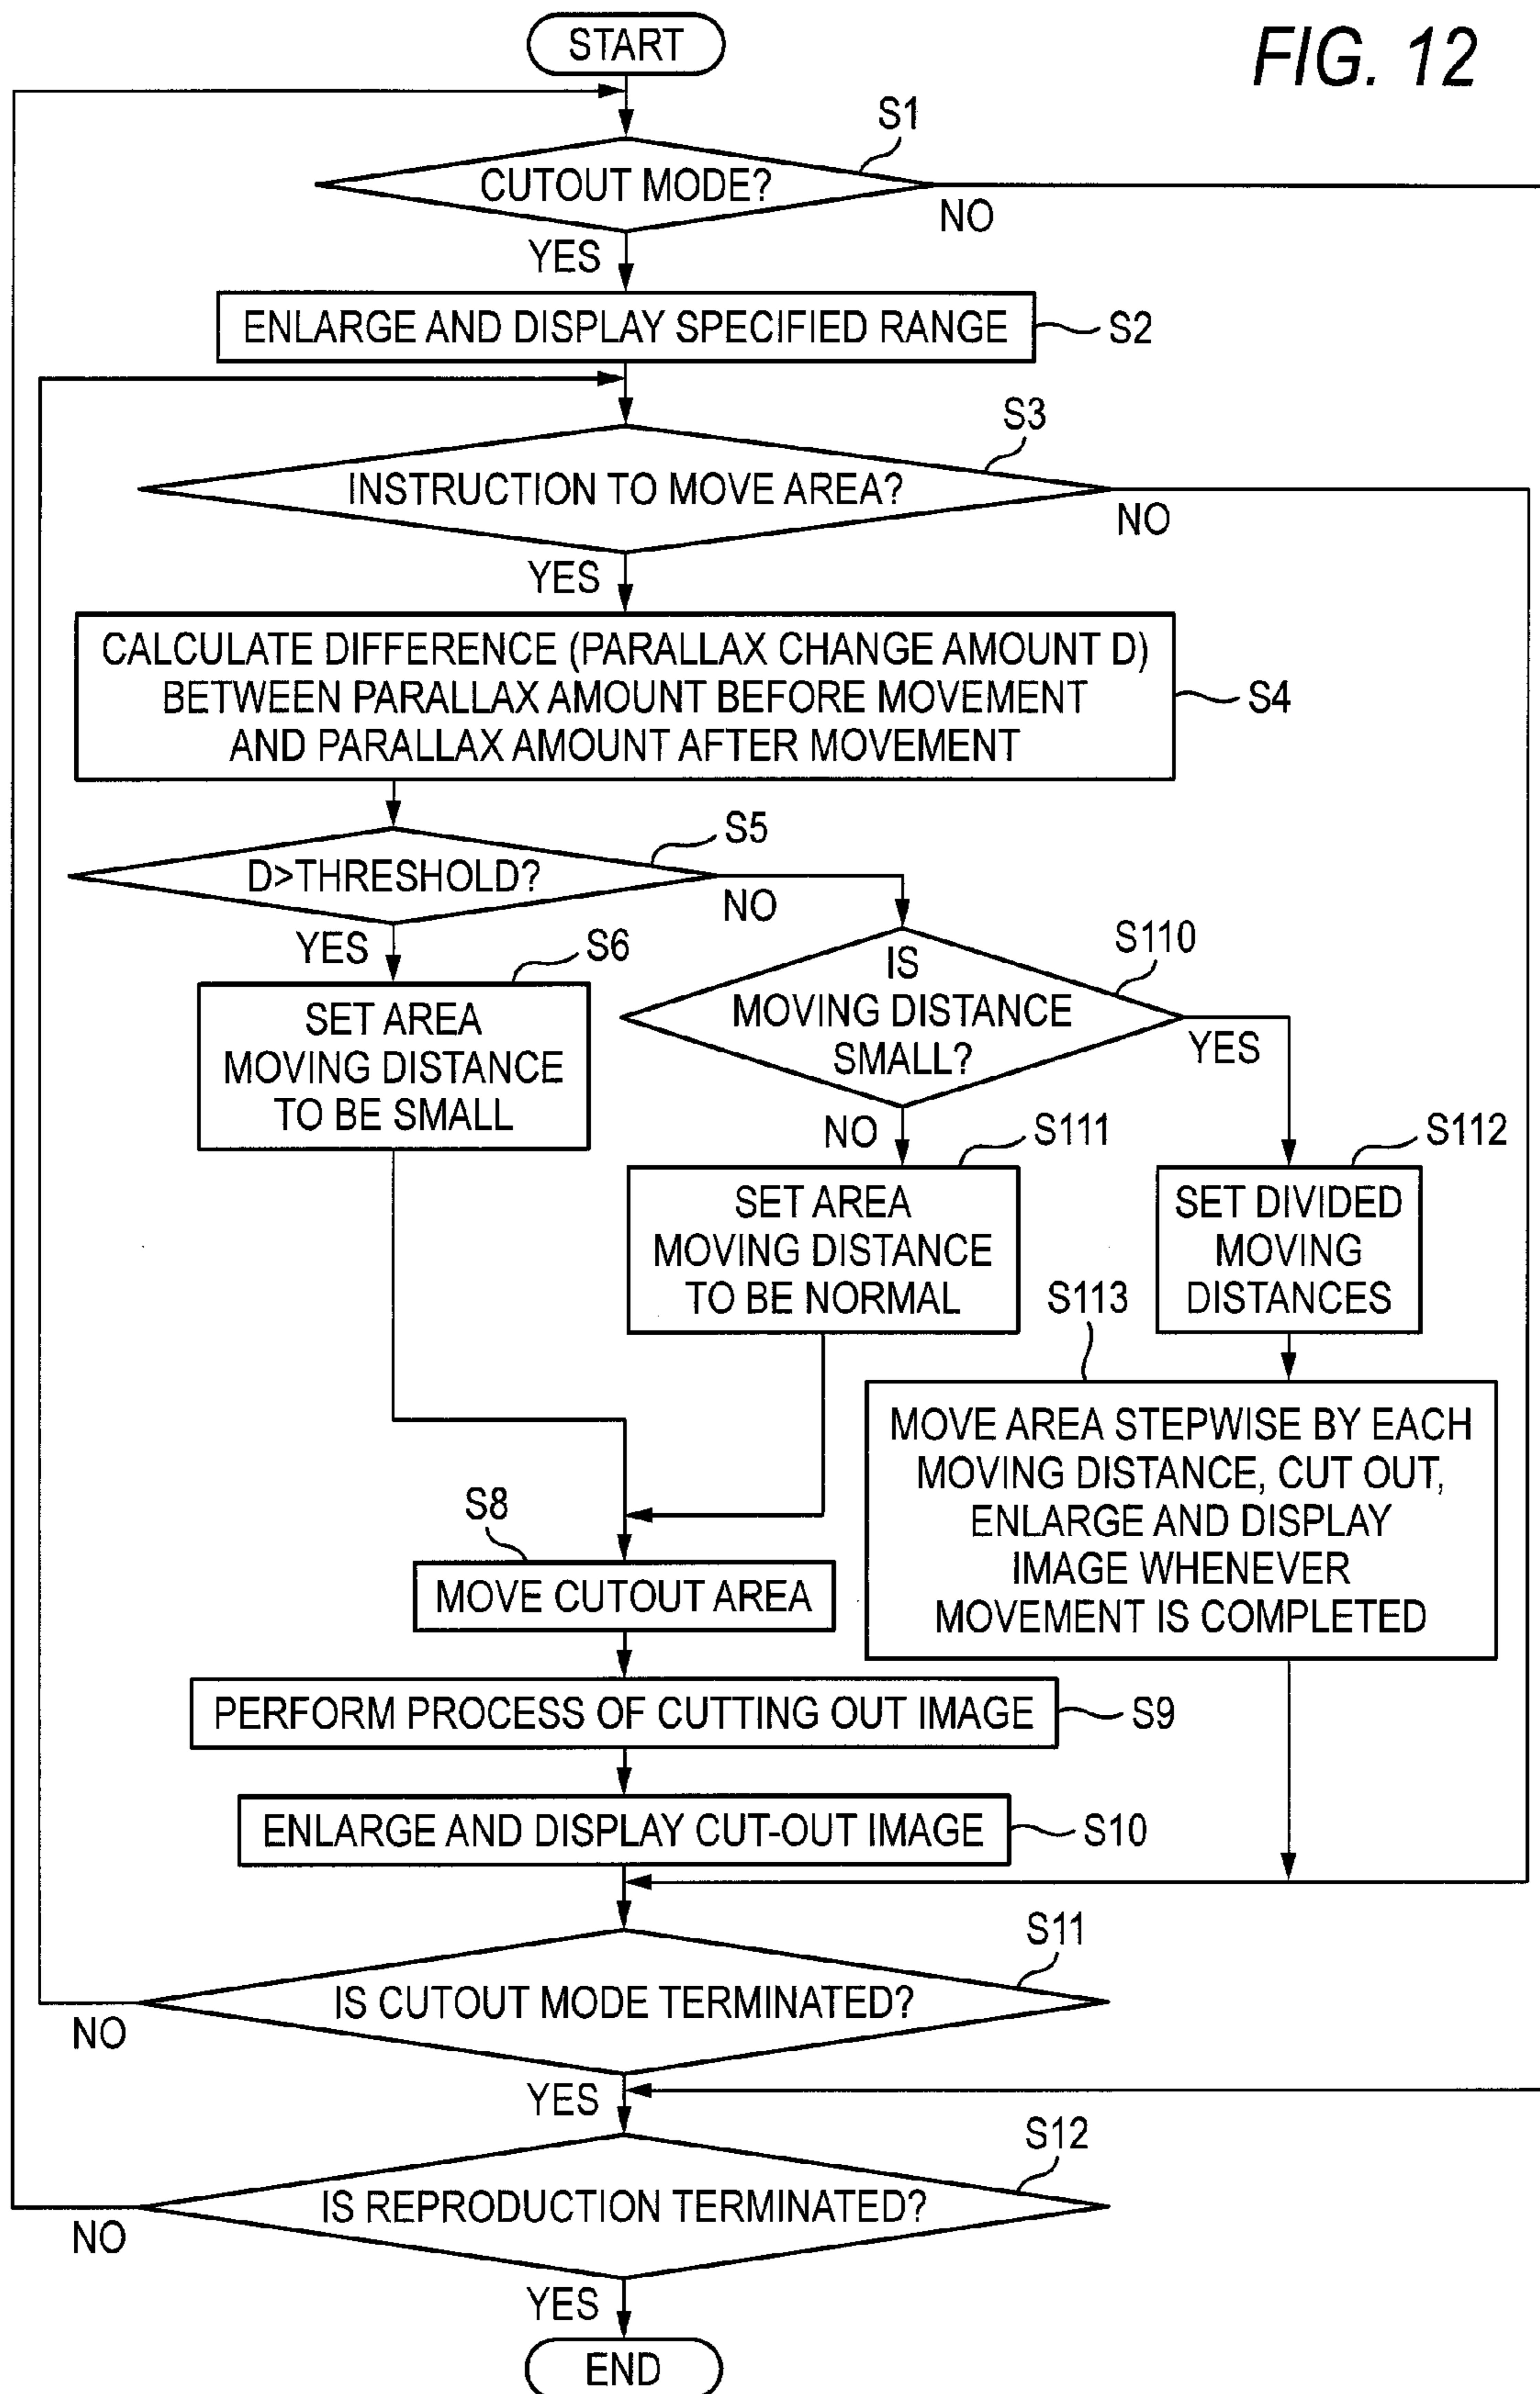 FIG. 12
START
S1
CUTOUT MODE?
NO
YES
ENLARGE AND DISPLAY SPECIFIED RANGE
S2
S3
INSTRUCTION TO MOVE AREA?
NO
YES
CALCULATE DIFFERENCE (PARALLAX CHANGE AMOUNT D)
BETWEEN PARALLAX AMOUNT BEFORE MOVEMENT
AND PARALLAX AMOUNT AFTER MOVEMENT
S4
S5
D>THRESHOLD?
NO
YES
S6
SET AREA
MOVING DISTANCE
TO BE SMALL
S110
IS
MOVING DISTANCE
SMALL?
YES
NO
S111
SET AREA
MOVING DISTANCE
TO BE NORMAL
S112
SET DIVIDED
MOVING
DISTANCES
S113
MOVE AREA STEPWISE BY EACH
MOVING DISTANCE, CUT OUT,
ENLARGE AND DISPLAY
IMAGE WHENEVER
MOVEMENT IS COMPLETED
S8
MOVE CUTOUT AREA
PERFORM PROCESS OF CUTTING OUT IMAGE
S9
ENLARGE AND DISPLAY CUT-OUT IMAGE
S10
S11
IS CUTOUT MODE TERMINATED?
NO
YES
S12
IS REPRODUCTION TERMINATED?
NO
YES
END